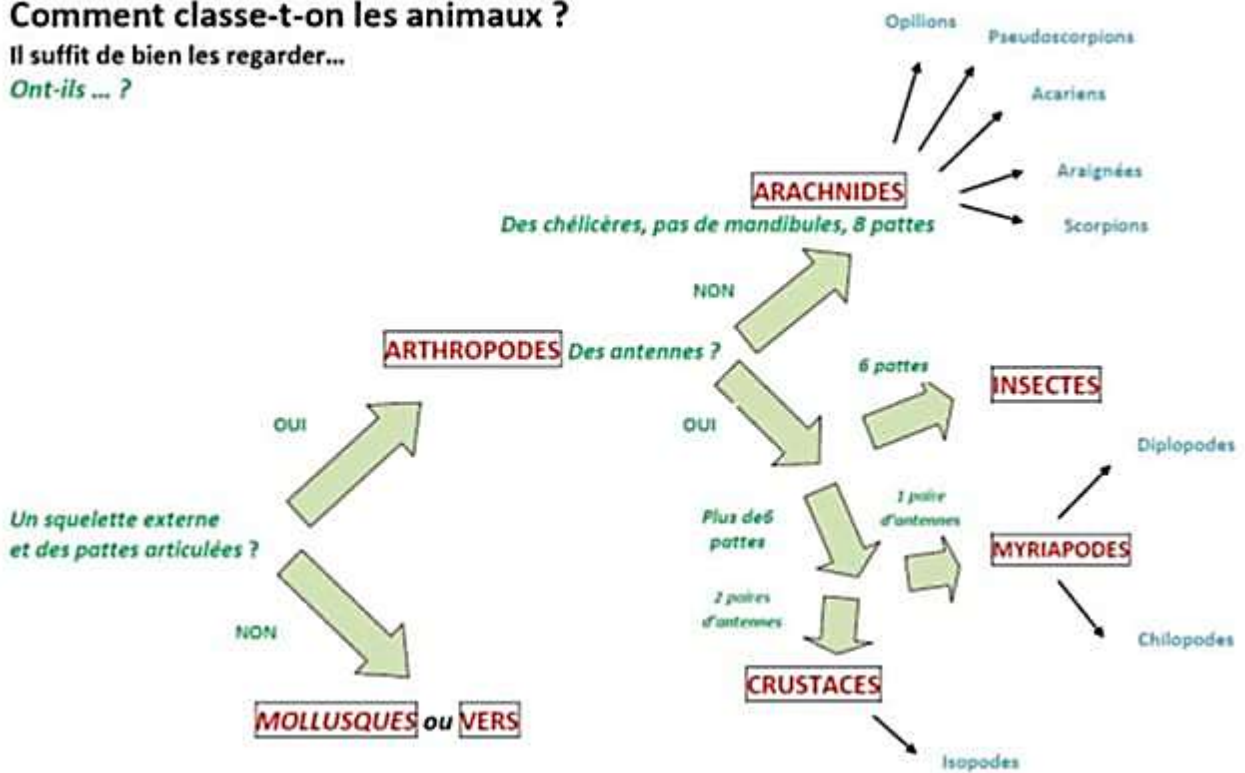 Comment classe-t-on les animaux ?
Il suffit de bien les regarder...
Ont-ils ... ?
Opilions
Pseudoscorpions
Acariens
Araignées
Scorpions
ARACHNIDES
Des chélicères, pas de mandibules, 8 pattes
NON
ARTHROPODES Des antennes ?
OUI
OUI
6 pattes
INSECTES
Diplopodes
Un squelette externe
et des pattes articulées ?
Plus de6
pattes
1 paire
d'antennes
MYRIAPODES
2 paires
d'antennes
NON
Chilopodes
CRUSTACES
MOLLUSQUES ou VERS
Isopodes